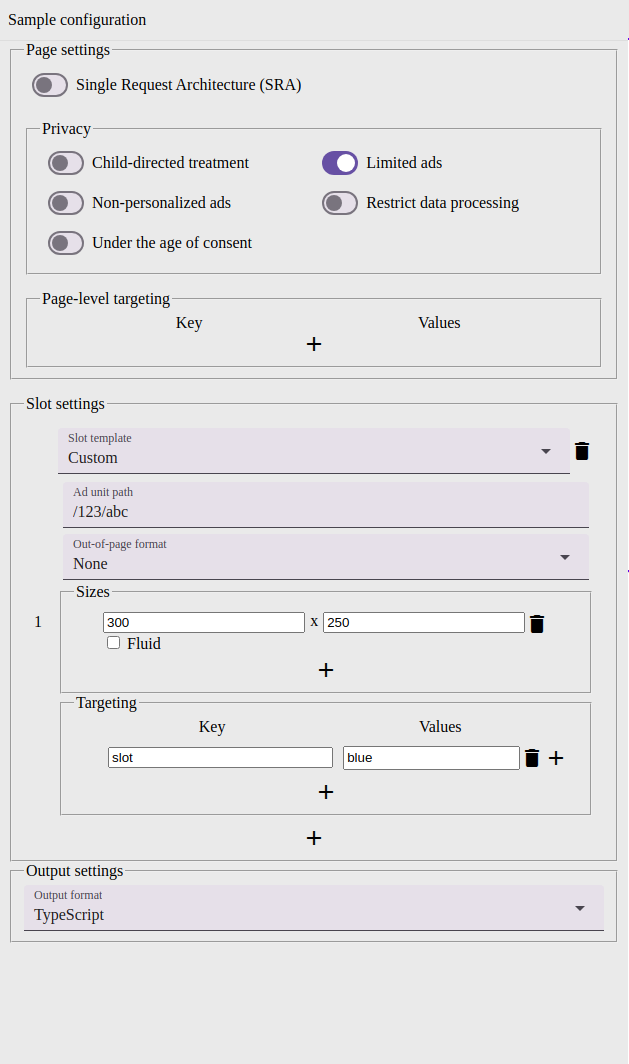 Sample configuration
Page settings
Single Request Architecture (SRA)
Privacy
Child-directed treatment
Limited ads
Non-personalized ads
Restrict data processing
Under the age of consent
Page-level targeting
Key Values
+
Slot settings
Slot template
Custom
Ad unit path
/123/abc
Out-of-page format
None
Sizes
1
300 x 250
Fluid
+
Targeting
Key Values
slot blue +
+
+
Output settings
Output format
TypeScript